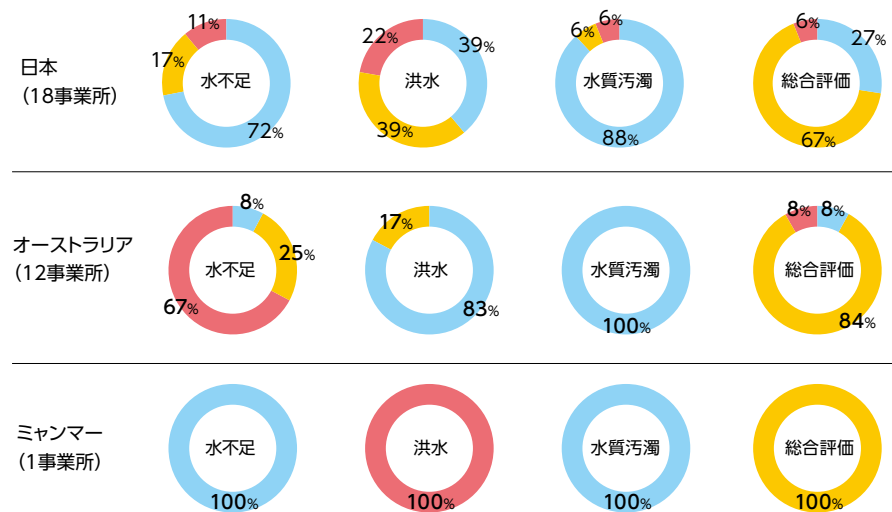 日本
（18事業所）
水不足
11%
17%
72%
洪水
22%
39%
39%
水質汚濁
6%
6%
88%
総合評価
6%
27%
67%
オーストラリア
（12事業所）
水不足
8%
25%
67%
洪水
17%
83%
水質汚濁
100%
総合評価
8%
8%
84%
ミャンマー
（1事業所）
水不足
100%
洪水
100%
水質汚濁
100%
総合評価
100%